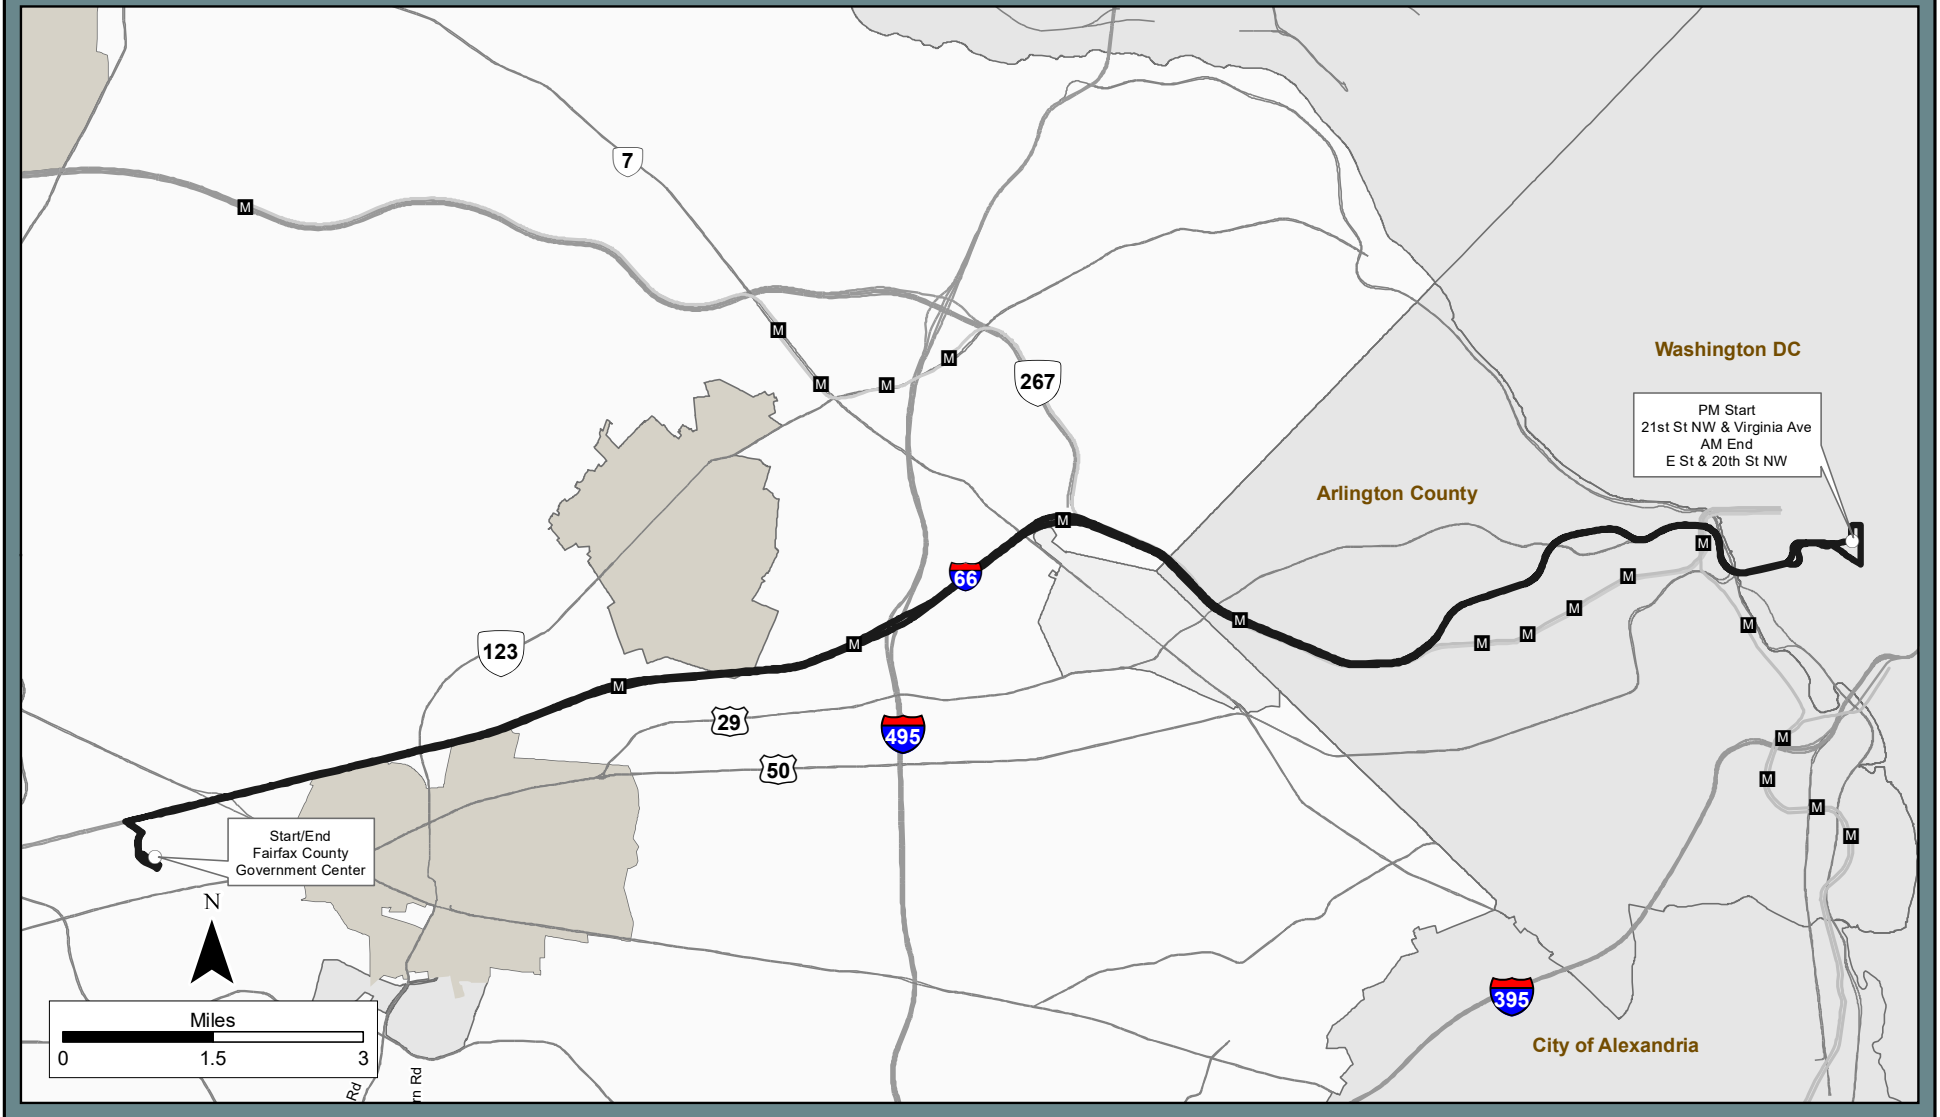 7
M
M
M
M
M
267
Washington DC
PM Start
21st St NW & Virginia Ave
AM End
E St & 20th St NW
Arlington County
M
M
66
M
M
M
M
M
M
M
M
M
123
29
495
50
M
M
M
M
Start/End
Fairfax County
Government Center
N
395
City of Alexandria
Miles
0 1.5 3
Rd
rn Rd